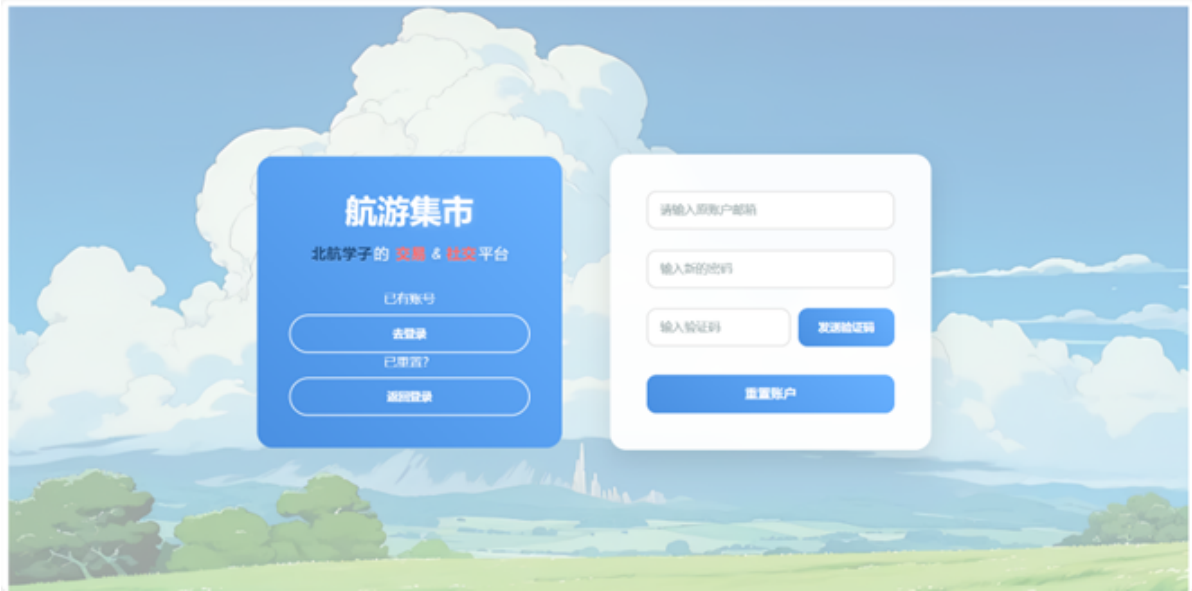 航游集市
北航学子的 交易 & 社交平台
已有账号
去登录
已重置?
返回登录
请输入原账户邮箱
输入新的密码
输入验证码
发送验证码
重置账户